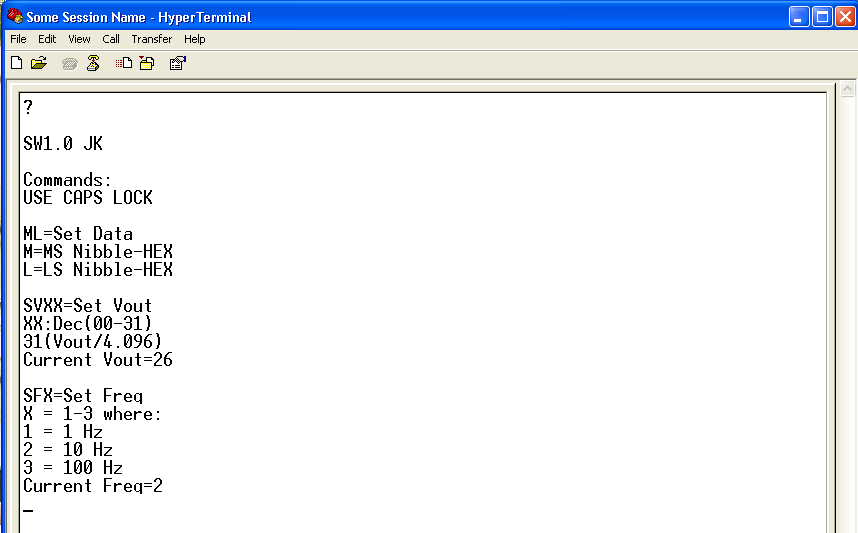 Some Session Name - HyperTerminal
File Edit View Call Transfer Help
?
SW1.0 JK
Commands:
USE CAPS LOCK
ML=Set Data
M=MS Nibble-HEX
L=LS Nibble-HEX
SVXX=Set Vout
XX:Dec(00-31)
31(Vout/4.096)
Current Vout=26
SFX=Set Freq
X = 1-3 where:
1 = 1 Hz
2 = 10 Hz
3 = 100 Hz
Current Freq=2
_